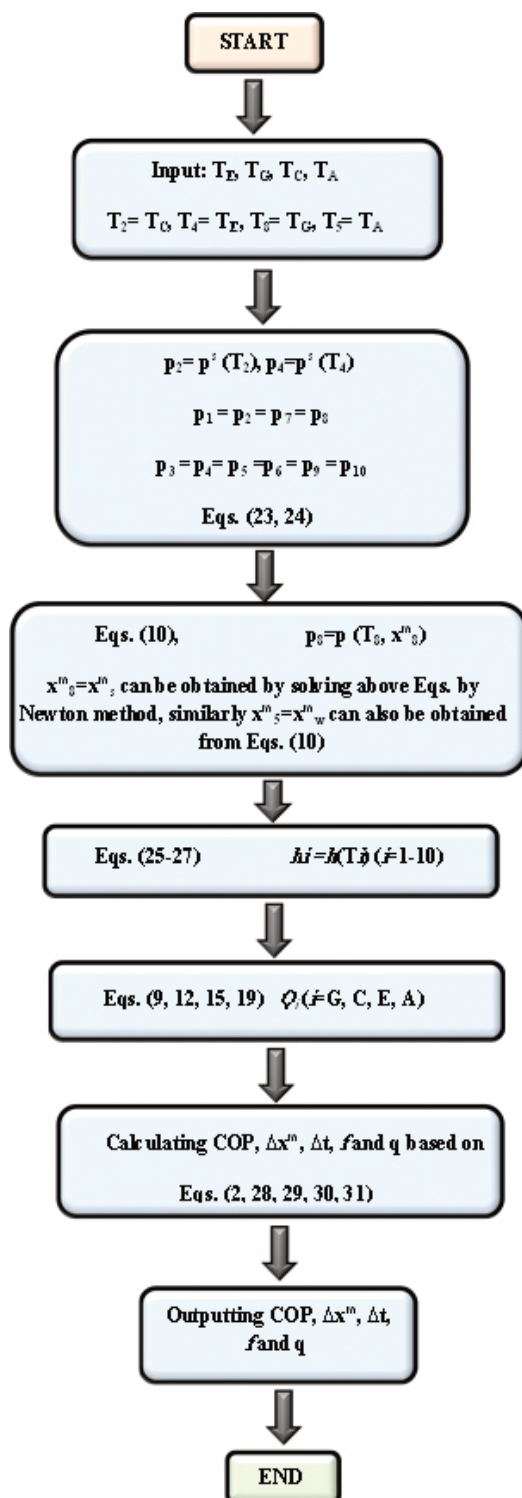 START
Input: T_E, T_G, T_C, T_A
T_2= T_C, T_4= T_E, T_8= T_G, T_5= T_A
p_2= p^s (T_2), p_4=p^s (T_4)
p_1 = p_2 = p_7 = p_8
p_3 = p_4 = p_5 =p_6 = p_9 = p_10
Eqs. (23, 24)
Eqs. (10), p_8=p (T_8, x^m_8)
x^m_8=x^m_s can be obtained by solving above Eqs. by
Newton method, similarly x^m_5=x^m_w can also be obtained
from Eqs. (10)
Eqs. (25-27) hi=h(Ti) (i=1-10)
Eqs. (9, 12, 15, 19) Q_i (i=G, C, E, A)
Calculating COP, Δx^m, Δt, f and q based on
Eqs. (2, 28, 29, 30, 31)
Outputting COP, Δx^m, Δt,
f and q
END